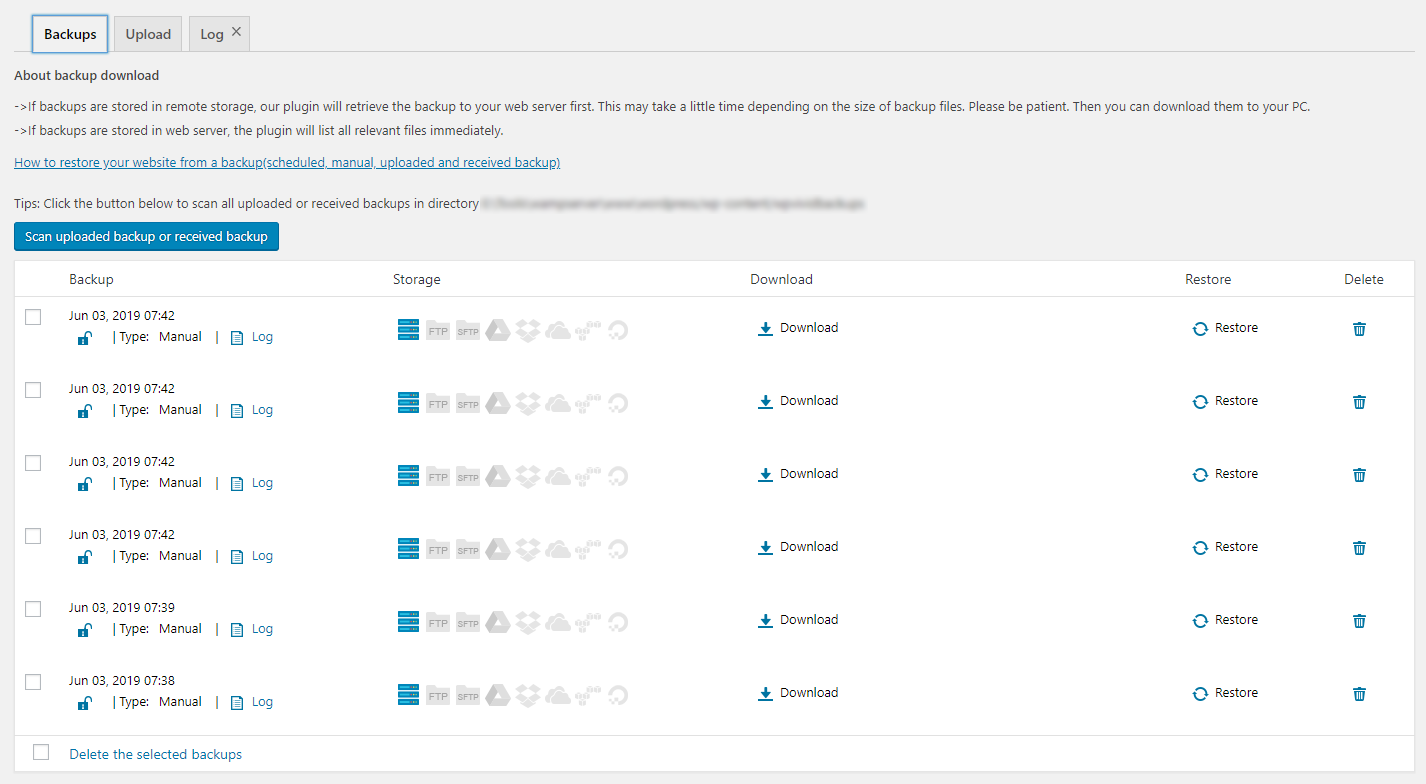 Backups Upload Log ✕
About backup download
->If backups are stored in remote storage, our plugin will retrieve the backup to your web server first. This may take a little time depending on the size of backup files. Please be patient. Then you can download them to your PC.
->If backups are stored in web server, the plugin will list all relevant files immediately.
How to restore your website from a backup(scheduled, manual, uploaded and received backup)
Tips: Click the button below to scan all uploaded or received backups in directory
Scan uploaded backup or received backup
Backup Storage Download Restore Delete
Jun 03, 2019 07:42
| Type: Manual | Log FTP SFTP Download Restore
Jun 03, 2019 07:42
| Type: Manual | Log FTP SFTP Download Restore
Jun 03, 2019 07:42
| Type: Manual | Log FTP SFTP Download Restore
Jun 03, 2019 07:42
| Type: Manual | Log FTP SFTP Download Restore
Jun 03, 2019 07:39
| Type: Manual | Log FTP SFTP Download Restore
Jun 03, 2019 07:38
| Type: Manual | Log FTP SFTP Download Restore
Delete the selected backups